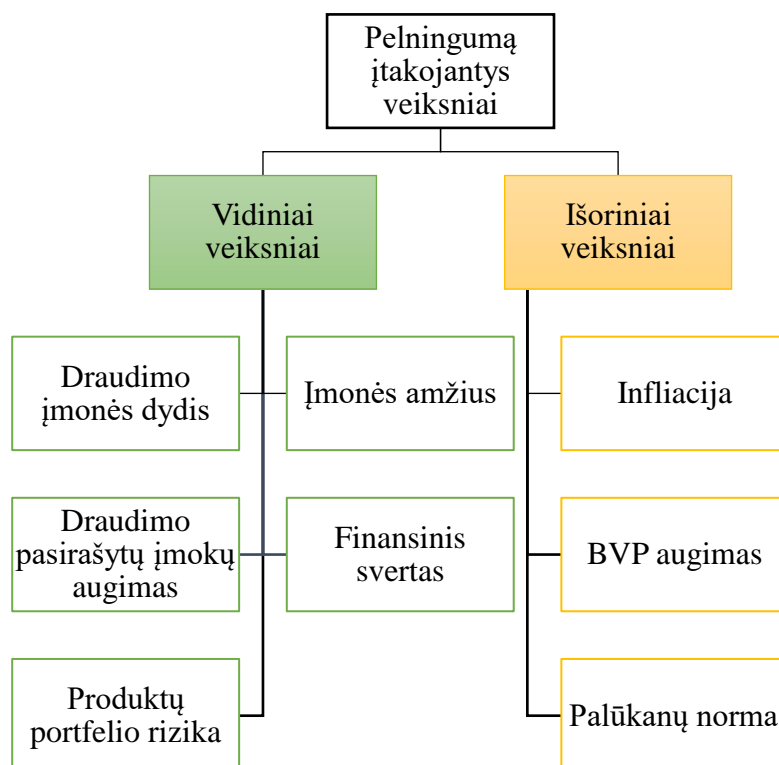 Pelningumą
įtakojantys
veiksniai
Vidiniai
veiksniai
Išoriniai
veiksniai
Draudimo
įmonės dydis
Įmonės amžius
Infliacija
Draudimo
pasirašytų įmokų
augimas
Finansinis
svertas
BVP augimas
Produktų
portfelio rizika
Palūkanų norma